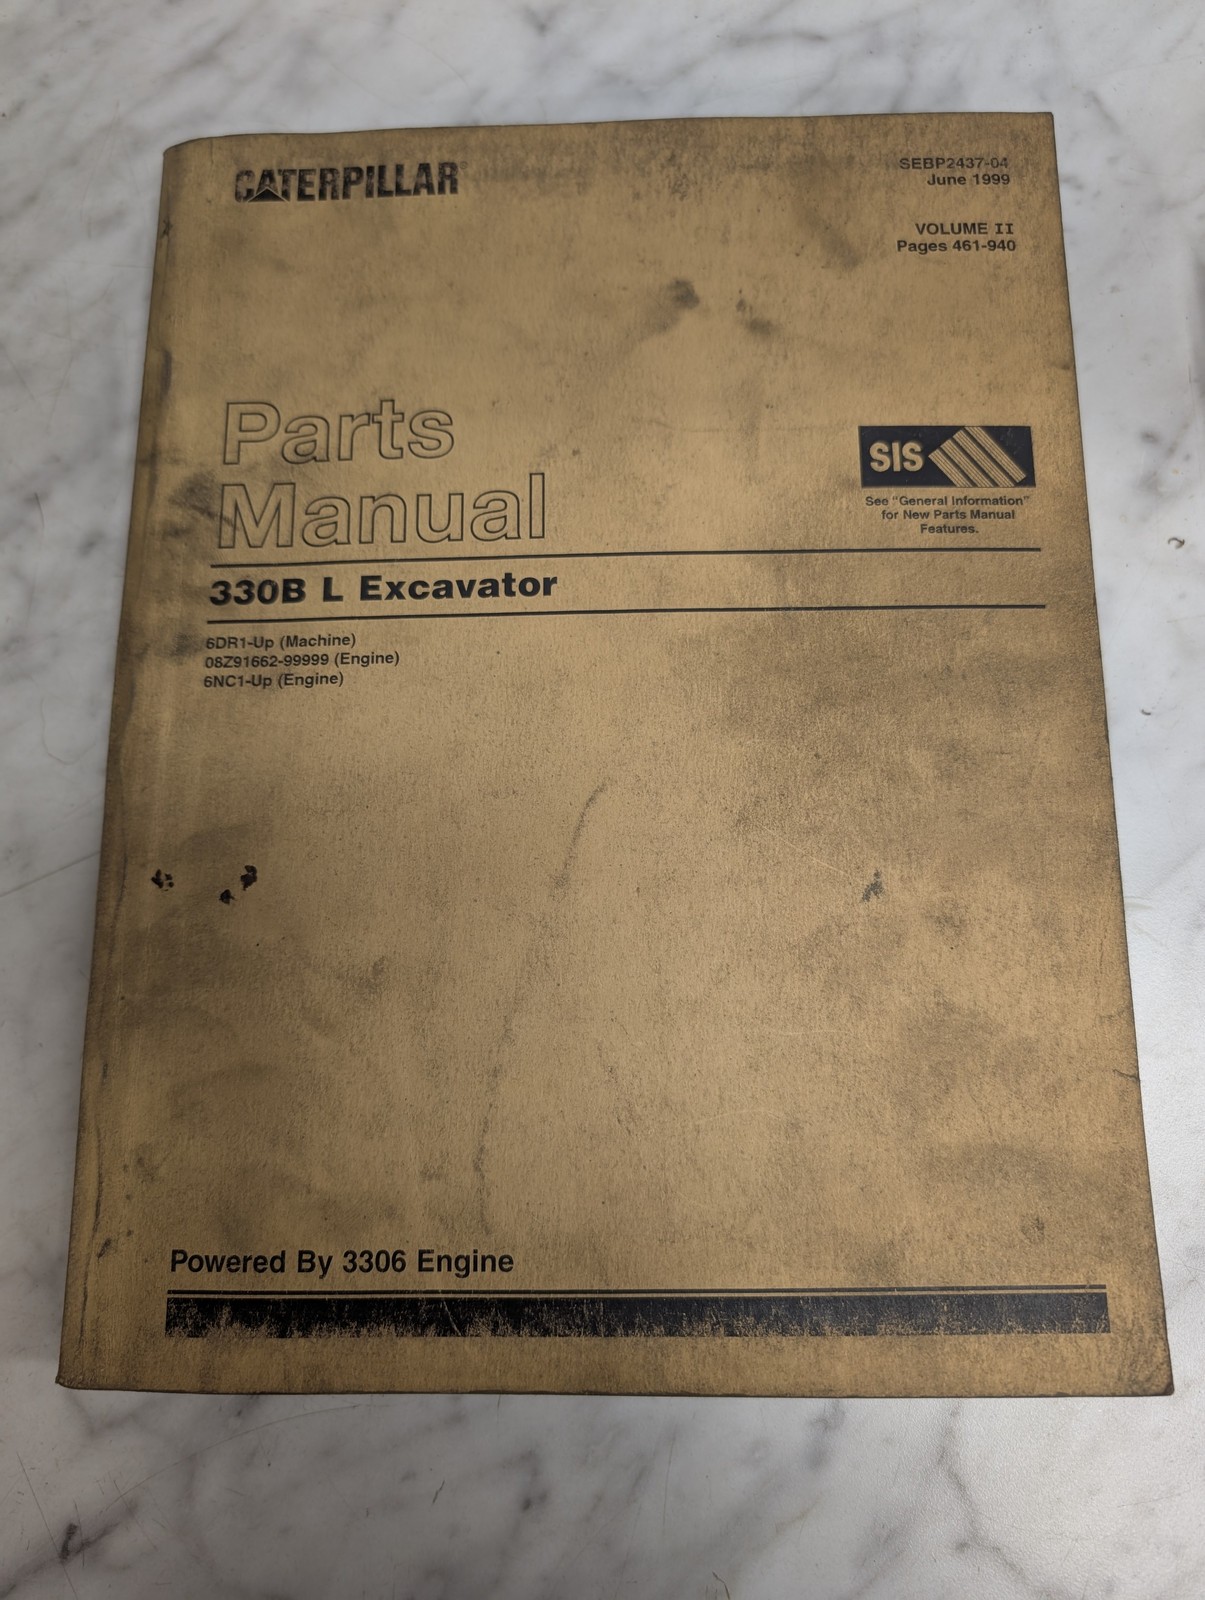 CATERPILLAR®
SEBP2437-04
June 1999
VOLUME II
Pages 461-940
Parts
Manual
SIS
See "General Information"
for New Parts Manual
Features.
330B L Excavator
6DR1-Up (Machine)
08Z91662-99999 (Engine)
6NC1-Up (Engine)
Powered By 3306 Engine